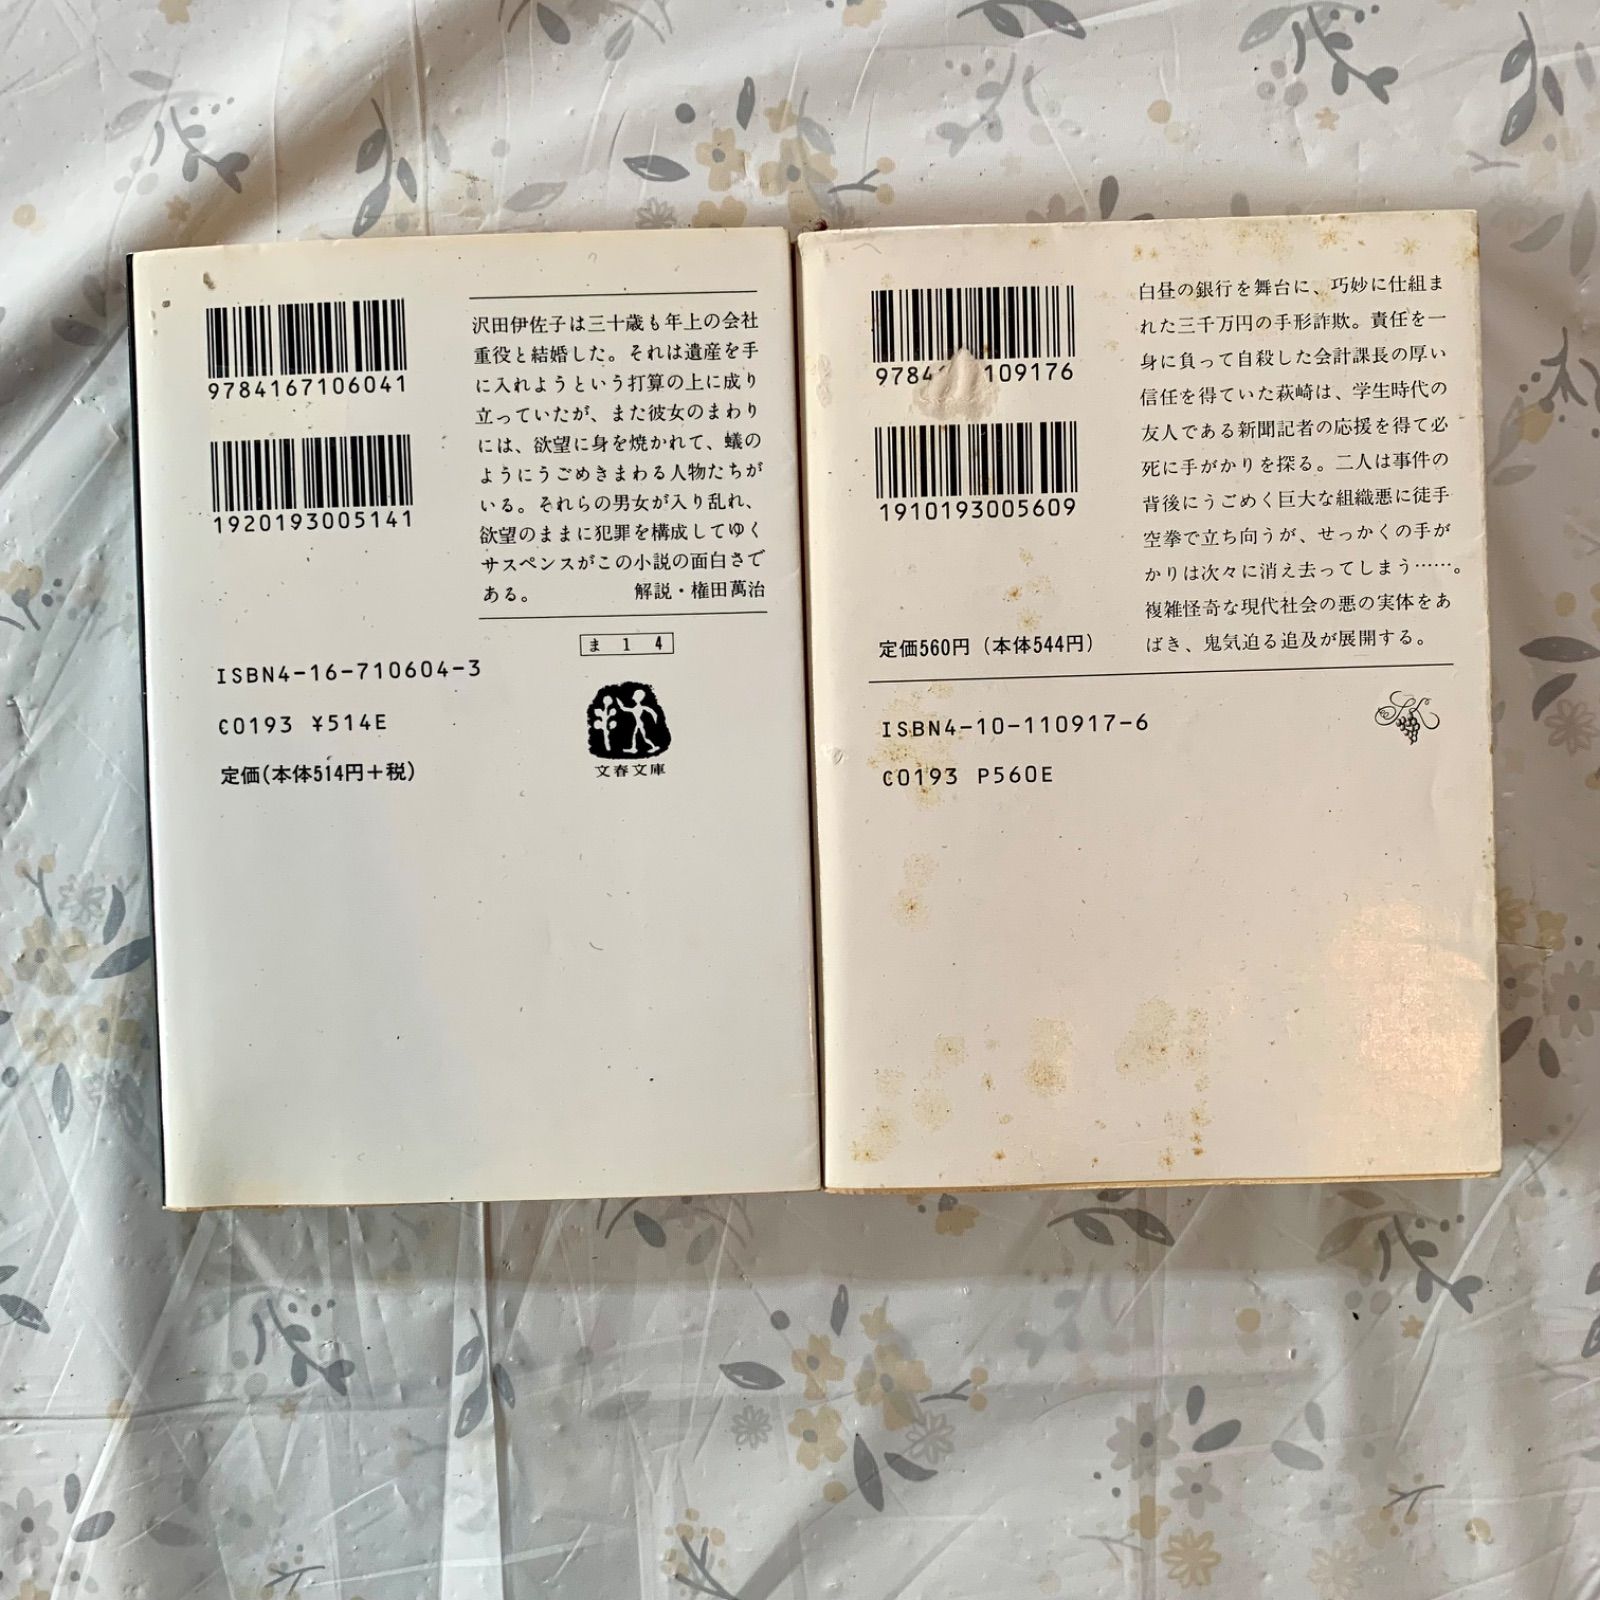 9784167106041
1920193005141
沢田伊佐子は三十歳も年上の会社
重役と結婚した。それは遺産を手
に入れようという打算の上に成り
立っていたが、また彼女のまわり
には、欲望に身を焼かれて、蟻の
ようにうごめきまわる人物たちが
いる。それらの男女が入り乱れ、
欲望のままに犯罪を構成してゆく
サスペンスがこの小説の面白さで
ある。 解説・権田萬治
ま 1 4
ISBN4-16-710604-3
C0193 ¥514E
定価(本体514円+税)
文春文庫
9784 109176
1910193005609
白昼の銀行を舞台に、巧妙に仕組ま
れた三千万円の手形詐欺。責任を一
身に負って自殺した会計課長の厚い
信任を得ていた萩崎は、学生時代の
友人である新聞記者の応援を得て必
死に手がかりを探る。二人は事件の
背後にうごめく巨大な組織悪に徒手
空拳で立ち向うが、せっかくの手が
かりは次々に消え去ってしまう……。
複雑怪奇な現代社会の悪の実体をあ
ばき、鬼気迫る追及が展開する。
定価560円(本体544円)
ISBN4-10-110917-6
C0193 P560E